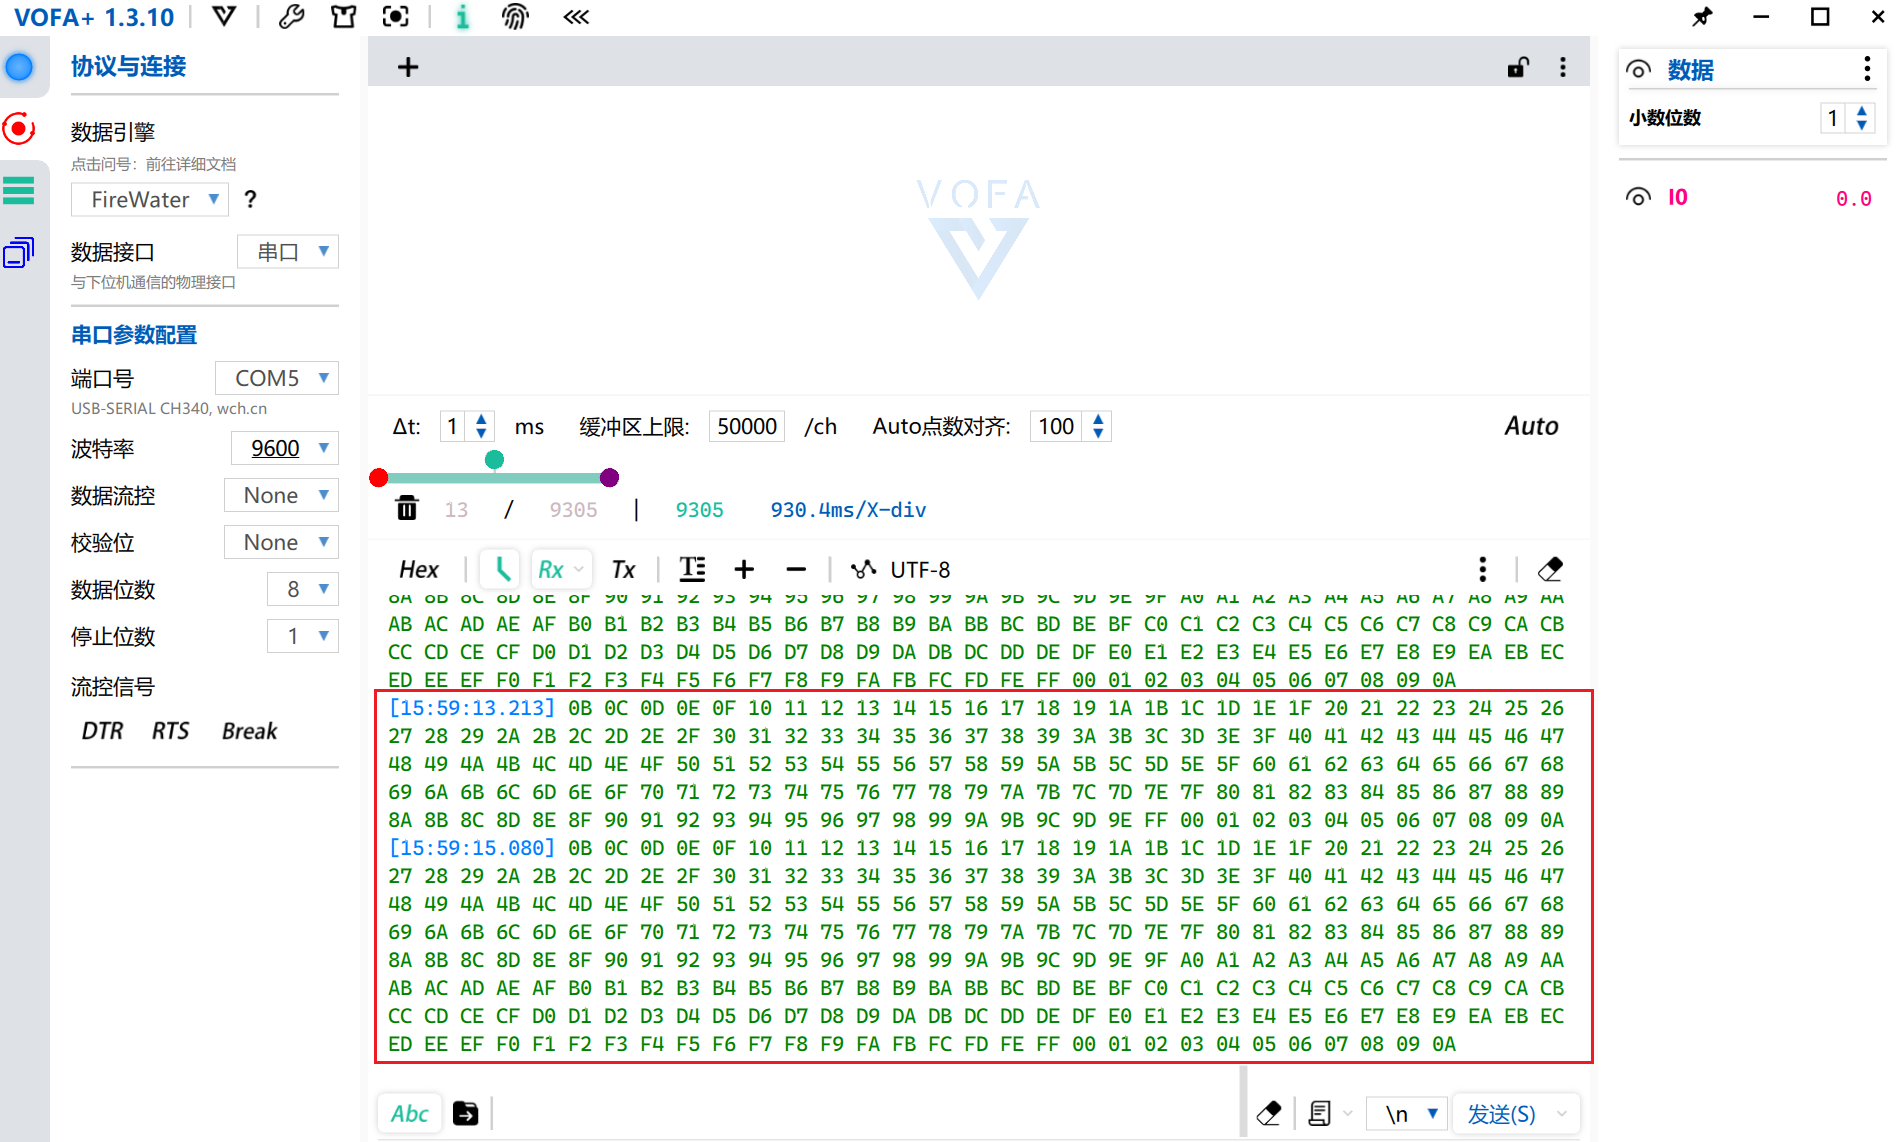 VOFA+ 1.3.10
协议与连接
数据引擎
点击问号：前往详细文档
FireWater ?
数据接口 串口
与下位机通信的物理接口
串口参数配置
端口号 COM5
USB-SERIAL CH340, wch.cn
波特率 9600
数据流控 None
校验位 None
数据位数 8
停止位数 1
流控信号
DTR RTS Break
VOFA
Δt: 1 ms 缓冲区上限: 50000 /ch Auto点数对齐: 100 Auto
13 / 9305 | 9305 930.4ms/X-div
Hex Rx Tx UTF-8
8A 8B 8C 8D 8E 8F 90 91 92 93 94 95 96 97 98 99 9A 9B 9C 9D 9E 9F A0 A1 A2 A3 A4 A5 A6 A7 A8 A9 AA
AB AC AD AE AF B0 B1 B2 B3 B4 B5 B6 B7 B8 B9 BA BB BC BD BE BF C0 C1 C2 C3 C4 C5 C6 C7 C8 C9 CA CB
CC CD CE CF D0 D1 D2 D3 D4 D5 D6 D7 D8 D9 DA DB DC DD DE DF E0 E1 E2 E3 E4 E5 E6 E7 E8 E9 EA EB EC
ED EE EF F0 F1 F2 F3 F4 F5 F6 F7 F8 F9 FA FB FC FD FE FF 00 01 02 03 04 05 06 07 08 09 0A
[15:59:13.213] 0B 0C 0D 0E 0F 10 11 12 13 14 15 16 17 18 19 1A 1B 1C 1D 1E 1F 20 21 22 23 24 25 26
27 28 29 2A 2B 2C 2D 2E 2F 30 31 32 33 34 35 36 37 38 39 3A 3B 3C 3D 3E 3F 40 41 42 43 44 45 46 47
48 49 4A 4B 4C 4D 4E 4F 50 51 52 53 54 55 56 57 58 59 5A 5B 5C 5D 5E 5F 60 61 62 63 64 65 66 67 68
69 6A 6B 6C 6D 6E 6F 70 71 72 73 74 75 76 77 78 79 7A 7B 7C 7D 7E 7F 80 81 82 83 84 85 86 87 88 89
8A 8B 8C 8D 8E 8F 90 91 92 93 94 95 96 97 98 99 9A 9B 9C 9D 9E FF 00 01 02 03 04 05 06 07 08 09 0A
[15:59:15.080] 0B 0C 0D 0E 0F 10 11 12 13 14 15 16 17 18 19 1A 1B 1C 1D 1E 1F 20 21 22 23 24 25 26
27 28 29 2A 2B 2C 2D 2E 2F 30 31 32 33 34 35 36 37 38 39 3A 3B 3C 3D 3E 3F 40 41 42 43 44 45 46 47
48 49 4A 4B 4C 4D 4E 4F 50 51 52 53 54 55 56 57 58 59 5A 5B 5C 5D 5E 5F 60 61 62 63 64 65 66 67 68
69 6A 6B 6C 6D 6E 6F 70 71 72 73 74 75 76 77 78 79 7A 7B 7C 7D 7E 7F 80 81 82 83 84 85 86 87 88 89
8A 8B 8C 8D 8E 8F 90 91 92 93 94 95 96 97 98 99 9A 9B 9C 9D 9E 9F A0 A1 A2 A3 A4 A5 A6 A7 A8 A9 AA
AB AC AD AE AF B0 B1 B2 B3 B4 B5 B6 B7 B8 B9 BA BB BC BD BE BF C0 C1 C2 C3 C4 C5 C6 C7 C8 C9 CA CB
CC CD CE CF D0 D1 D2 D3 D4 D5 D6 D7 D8 D9 DA DB DC DD DE DF E0 E1 E2 E3 E4 E5 E6 E7 E8 E9 EA EB EC
ED EE EF F0 F1 F2 F3 F4 F5 F6 F7 F8 F9 FA FB FC FD FE FF 00 01 02 03 04 05 06 07 08 09 0A
Abc \n 发送(S)
数据
小数位数 1
I0 0.0